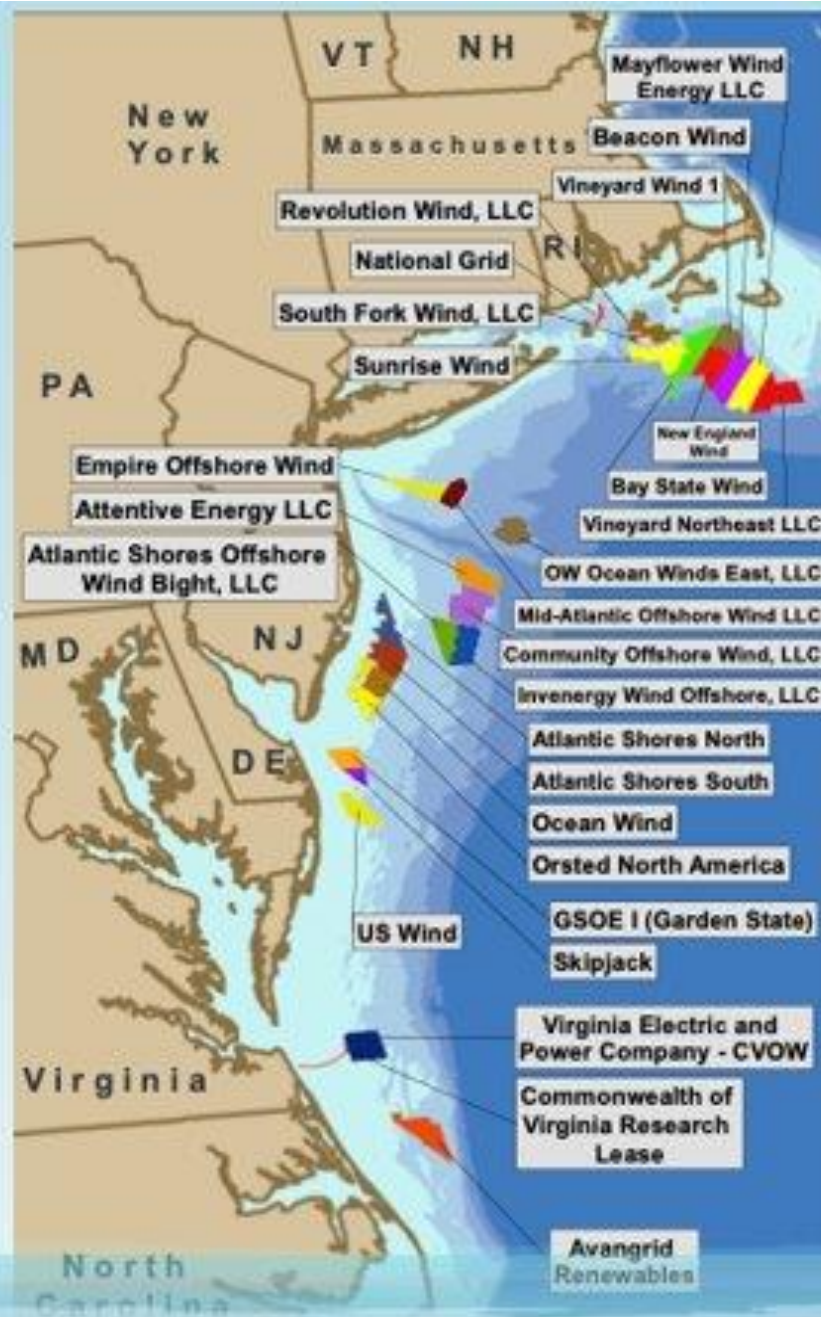 VT
NH
Mayflower Wind
Energy LLC
New
York
Massachusetts
Beacon Wind
Vineyard Wind 1
Revolution Wind, LLC
RI
National Grid
South Fork Wind, LLC
Sunrise Wind
PA
New England
Wind
Empire Offshore Wind
Bay State Wind
Attentive Energy LLC
Vineyard Northeast LLC
Atlantic Shores Offshore
Wind Bight, LLC
OW Ocean Winds East, LLC
Mid-Atlantic Offshore Wind LLC
NJ
MD
Community Offshore Wind, LLC
Invenergy Wind Offshore, LLC
Atlantic Shores North
DE
Atlantic Shores South
Ocean Wind
Orsted North America
GSOE I (Garden State)
US Wind
Skipjack
Virginia Electric and
Power Company - CVOW
Virginia
Commonwealth of
Virginia Research
Lease
Avangrid
Renewables
North
Carolina